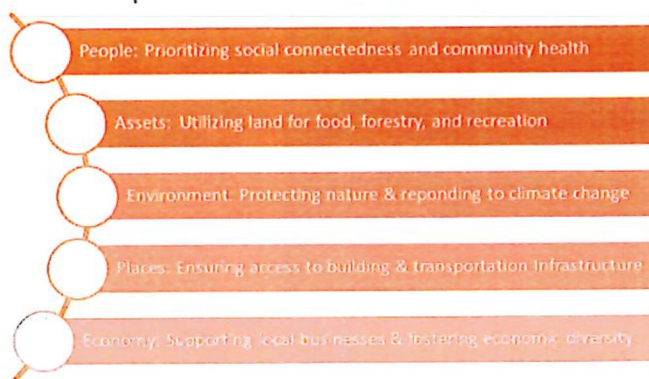 People: Prioritizing social connectedness and community health
Assets: Utilizing land for food, forestry, and recreation
Environment: Protecting nature & reponding to climate change
Places: Ensuring access to building & transportation Infrastructure
Economy: Supporting local businesses & fostering economic diversity